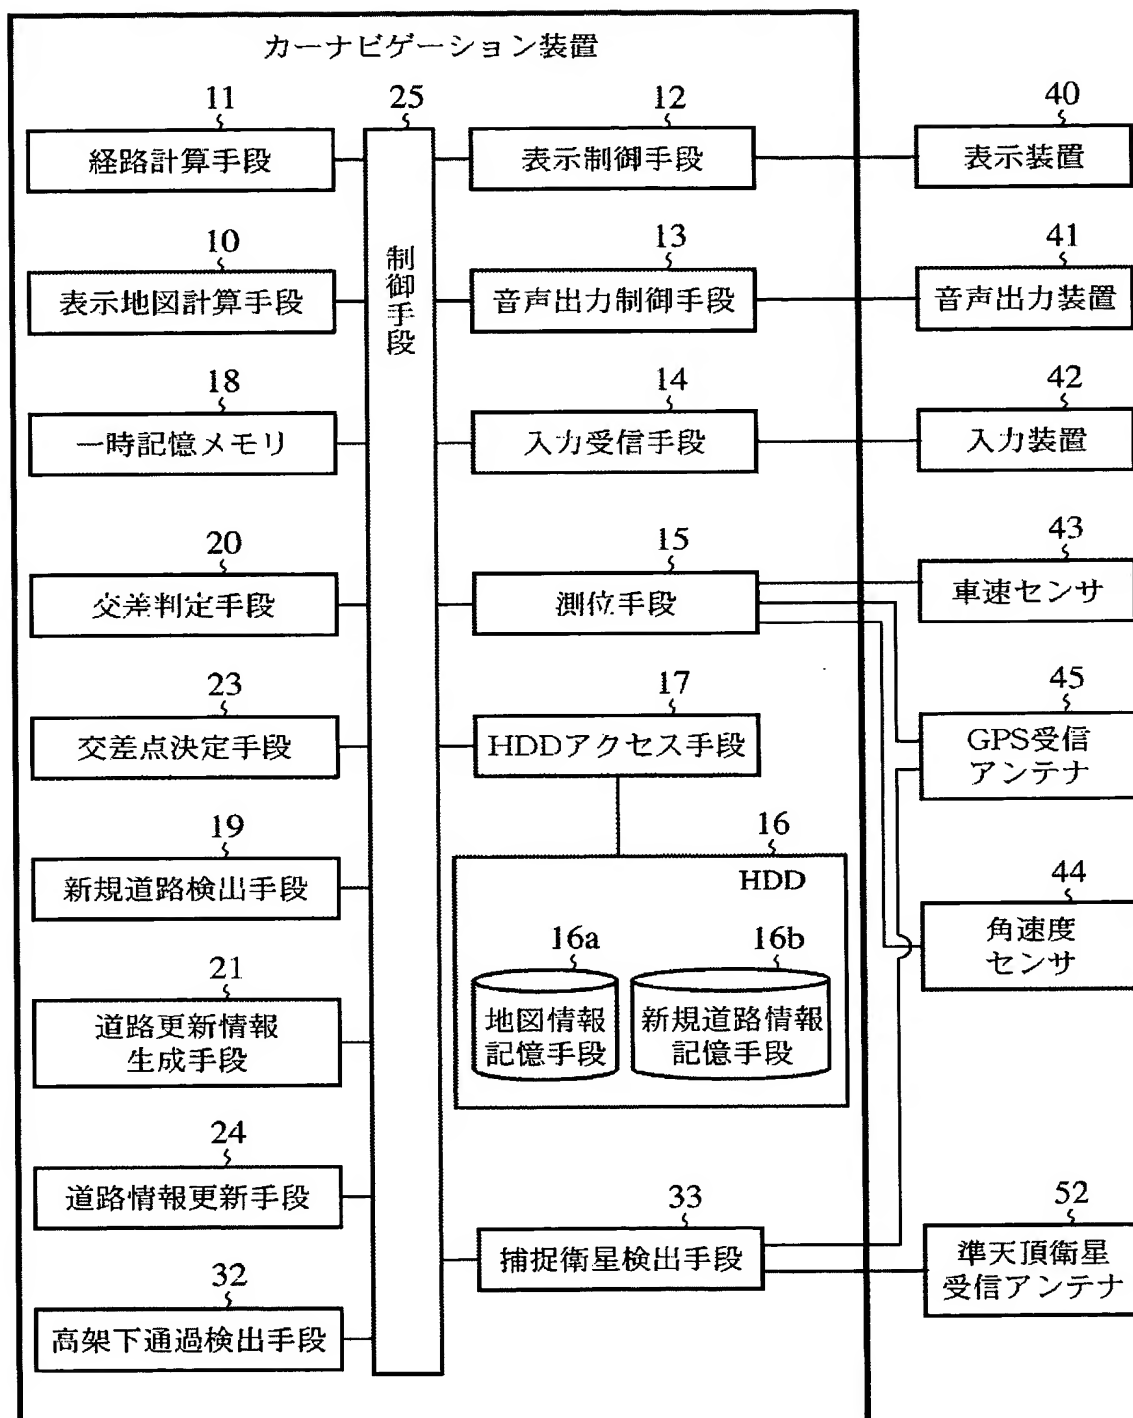 カーナビゲーション装置
11
経路計算手段
25
制御手段
12
表示制御手段
40
表示装置
10
表示地図計算手段
13
音声出力制御手段
41
音声出力装置
18
一時記憶メモリ
14
入力受信手段
42
入力装置
20
交差判定手段
15
測位手段
43
車速センサ
23
交差点決定手段
17
HDDアクセス手段
45
GPS受信
アンテナ
19
新規道路検出手段
16
HDD
16a
地図情報
記憶手段
16b
新規道路情報
記憶手段
44
角速度
センサ
21
道路更新情報
生成手段
24
道路情報更新手段
33
捕捉衛星検出手段
52
準天頂衛星
受信アンテナ
32
高架下通過検出手段